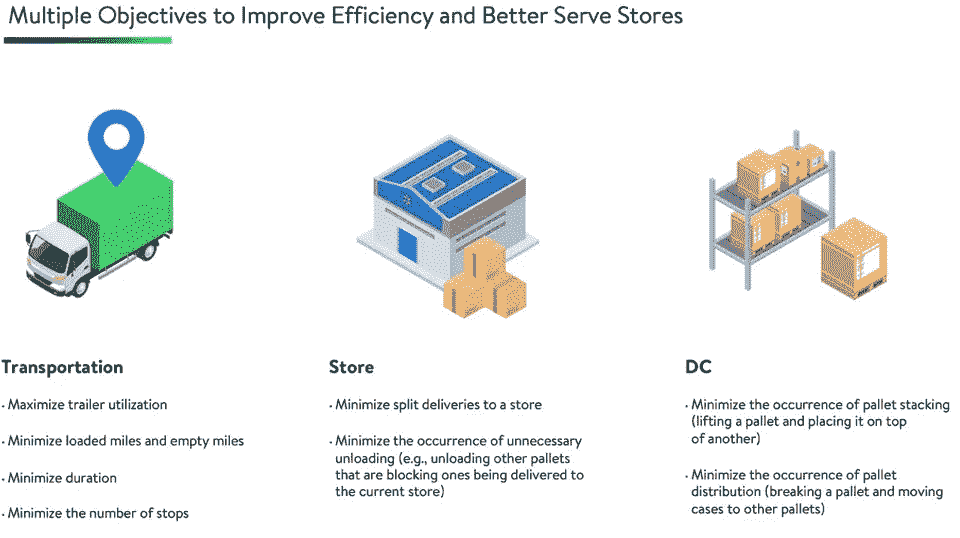 Multiple Objectives to Improve Efficiency and Better Serve Stores
Transportation
· Maximize trailer utilization
· Minimize loaded miles and empty miles
· Minimize duration
· Minimize the number of stops
Store
· Minimize split deliveries to a store
· Minimize the occurrence of unnecessary
unloading (e.g., unloading other pallets
that are blocking ones being delivered to
the current store)
DC
· Minimize the occurrence of pallet stacking
(lifting a pallet and placing it on top
of another)
· Minimize the occurrence of pallet
distribution (breaking a pallet and moving
cases to other pallets)